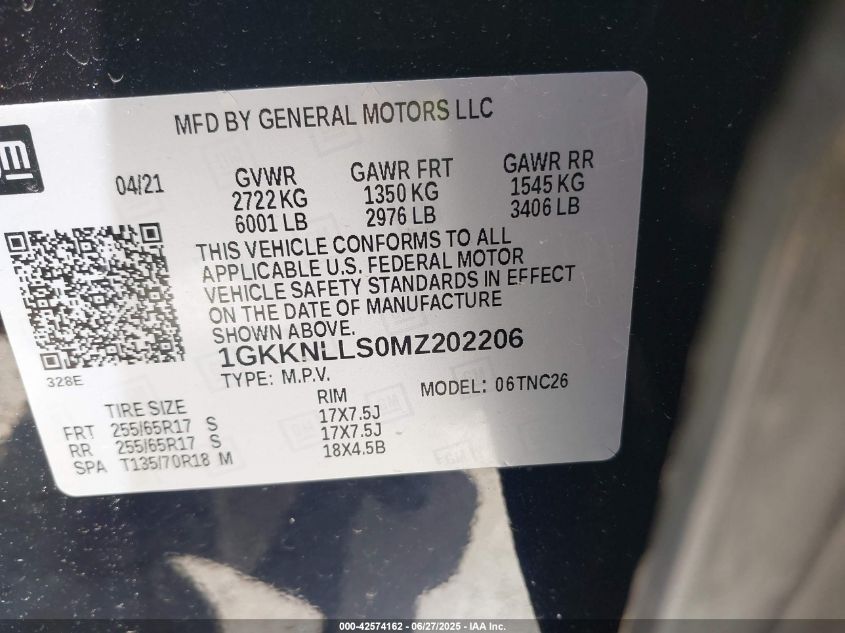 MFD BY GENERAL MOTORS LLC
gm
04/21 GVWR GAWR FRT GAWR RR
2722 KG 1350 KG 1545 KG
6001 LB 2976 LB 3406 LB
THIS VEHICLE CONFORMS TO ALL
APPLICABLE U.S. FEDERAL MOTOR
VEHICLE SAFETY STANDARDS IN EFFECT
ON THE DATE OF MANUFACTURE
SHOWN ABOVE.
1GKKNLLS0MZ202206
328E
TYPE: M.P.V. MODEL: 06TNC26
TIRE SIZE RIM
FRT 255/65R17 S 17X7.5J
RR 255/65R17 S 17X7.5J
SPA T135/70R18 M 18X4.5B
000-42574162 - 06/27/2025 - IAA Inc.